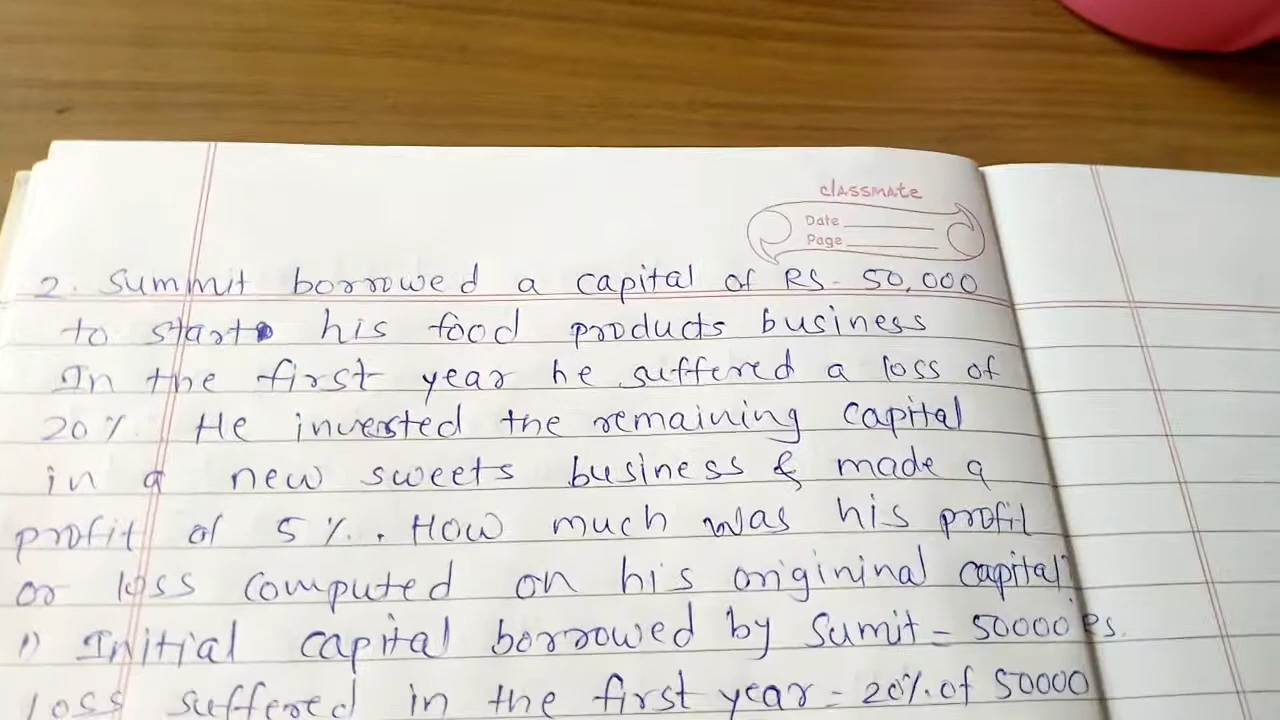 classmate
Date
Page
2. Summit borrowed a capital of RS. 50,000
to start his food products business
In the first year he suffered a loss of
20%. He invested the remaining capital
in a new sweets business & made a
profit of 5%. How much was his profit
or loss computed on his origininal capital?
1) Initial capital borrowed by Sumit = 50000 Rs.
loss suffered in the first year = 20% of 50000